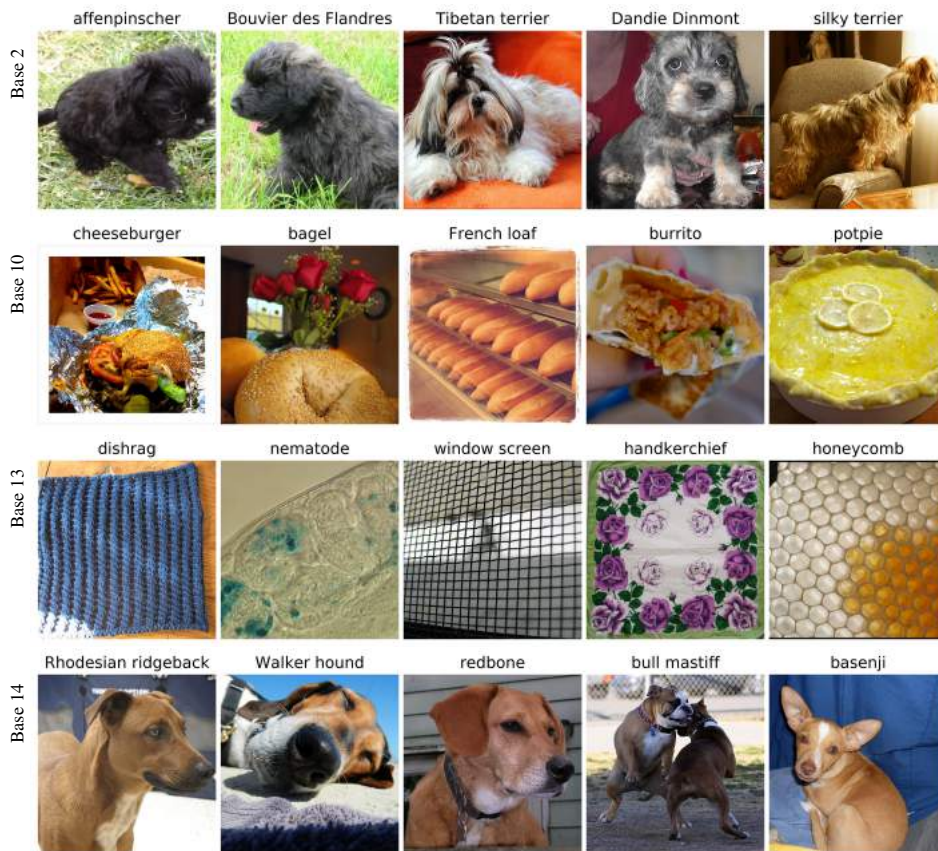 affenpinscher Bouvier des Flandres Tibetan terrier Dandie Dinmont silky terrier
Base 2
cheeseburger bagel French loaf burrito potpie
Base 10
dishrag nematode window screen handkerchief honeycomb
Base 13
Rhodesian ridgeback Walker hound redbone bull mastiff basenji
Base 14